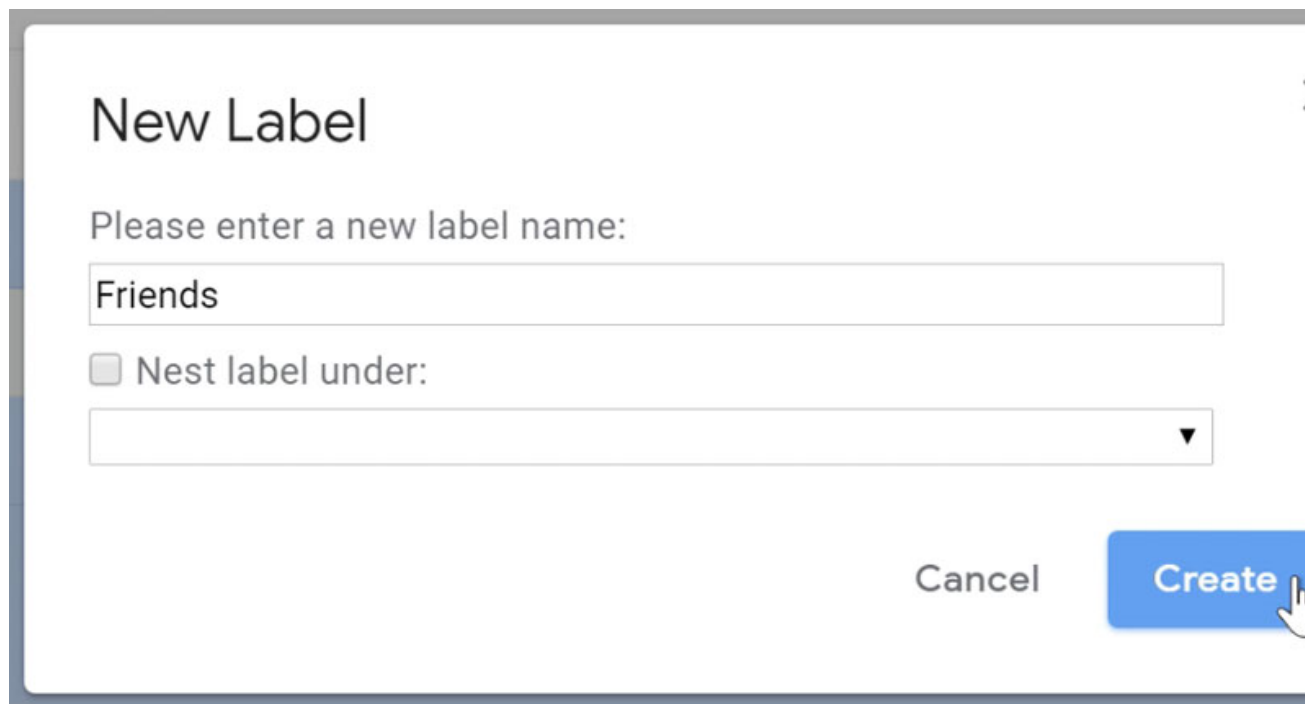 New Label
Please enter a new label name:
Friends
Nest label under:
Cancel Create